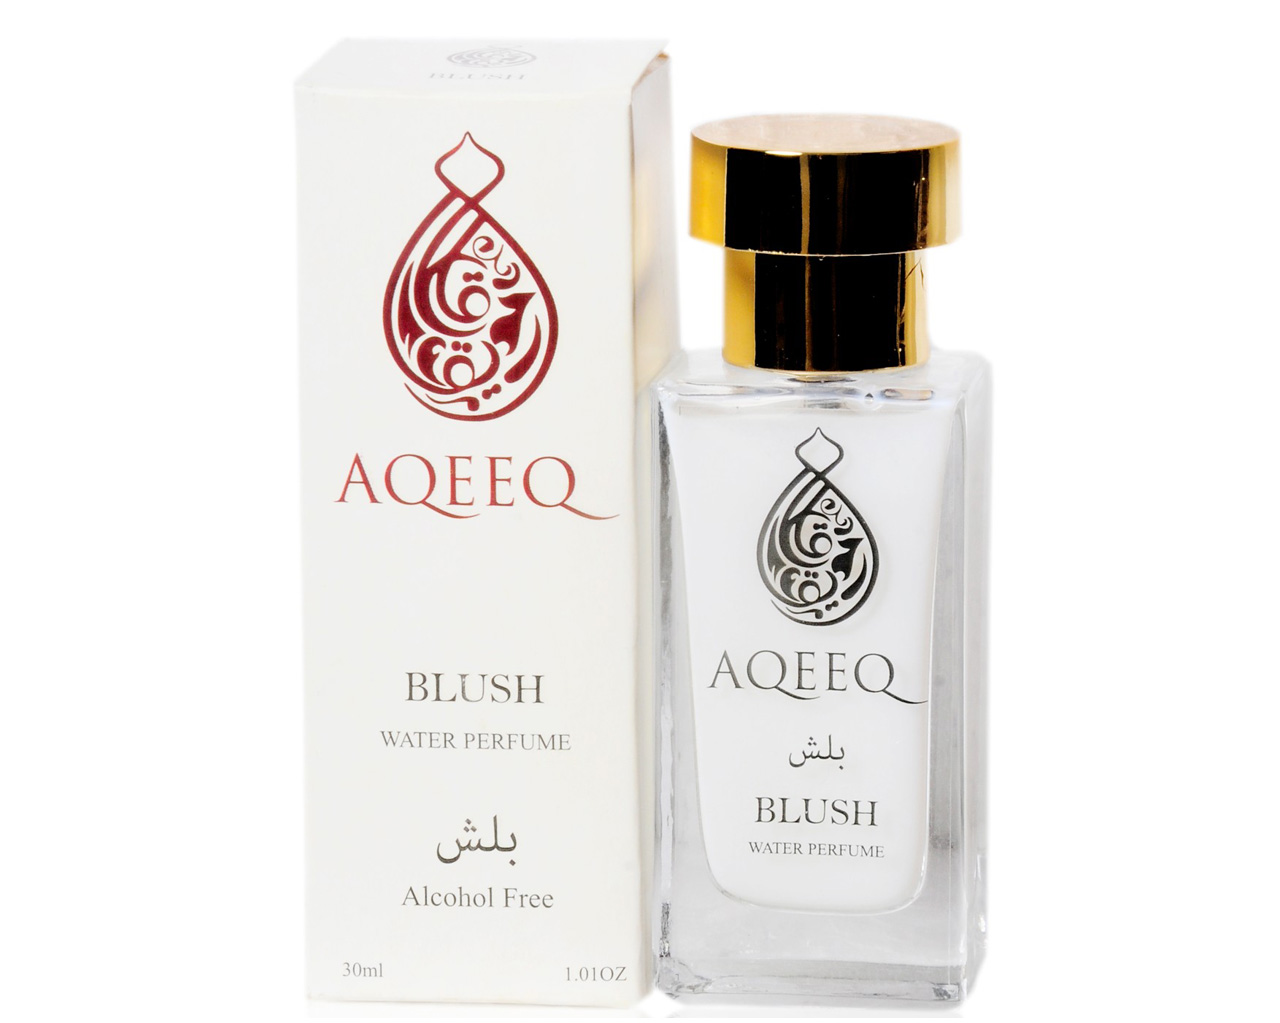 BLUSH
AQEEQ
BLUSH
WATER PERFUME
بلش
Alcohol Free
30ml 1.01OZ
AQEEQ
بلش
BLUSH
WATER PERFUME